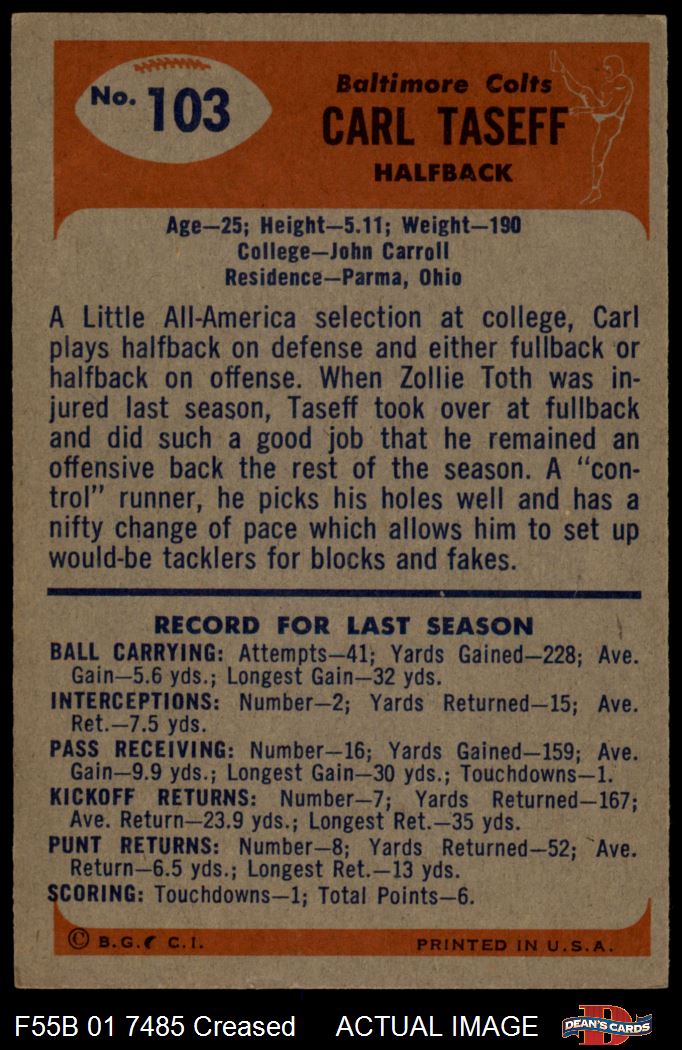 No. 103
Baltimore Colts
CARL TASEFF
HALFBACK
Age—25; Height—5.11; Weight—190
College—John Carroll
Residence—Parma, Ohio
A Little All-America selection at college, Carl
plays halfback on defense and either fullback or
halfback on offense. When Zollie Toth was in-
jured last season, Taseff took over at fullback
and did such a good job that he remained an
offensive back the rest of the season. A “con-
trol” runner, he picks his holes well and has a
nifty change of pace which allows him to set up
would-be tacklers for blocks and fakes.
RECORD FOR LAST SEASON
BALL CARRYING: Attempts—41; Yards Gained—228; Ave.
Gain—5.6 yds.; Longest Gain—32 yds.
INTERCEPTIONS: Number—2; Yards Returned—15; Ave.
Ret.—7.5 yds.
PASS RECEIVING: Number—16; Yards Gained—159; Ave.
Gain—9.9 yds.; Longest Gain—30 yds.; Touchdowns—1.
KICKOFF RETURNS: Number—7; Yards Returned—167;
Ave. Return—23.9 yds.; Longest Ret.—35 yds.
PUNT RETURNS: Number—8; Yards Returned—52; Ave.
Return—6.5 yds.; Longest Ret.—13 yds.
SCORING: Touchdowns—1; Total Points—6.
© B.G. C.I. PRINTED IN U.S.A.
F55B 01 7485 Creased ACTUAL IMAGE D DEAN'S CARDS